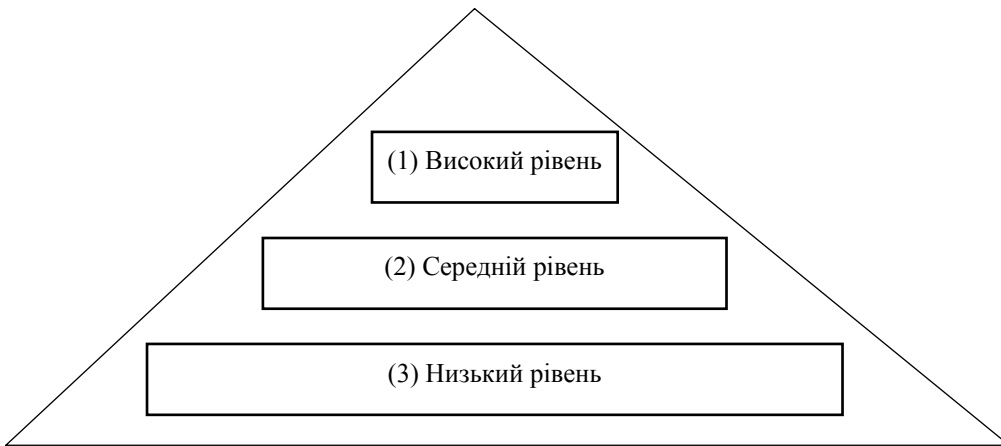 (1) Високий рівень
(2) Середній рівень
(3) Низький рівень